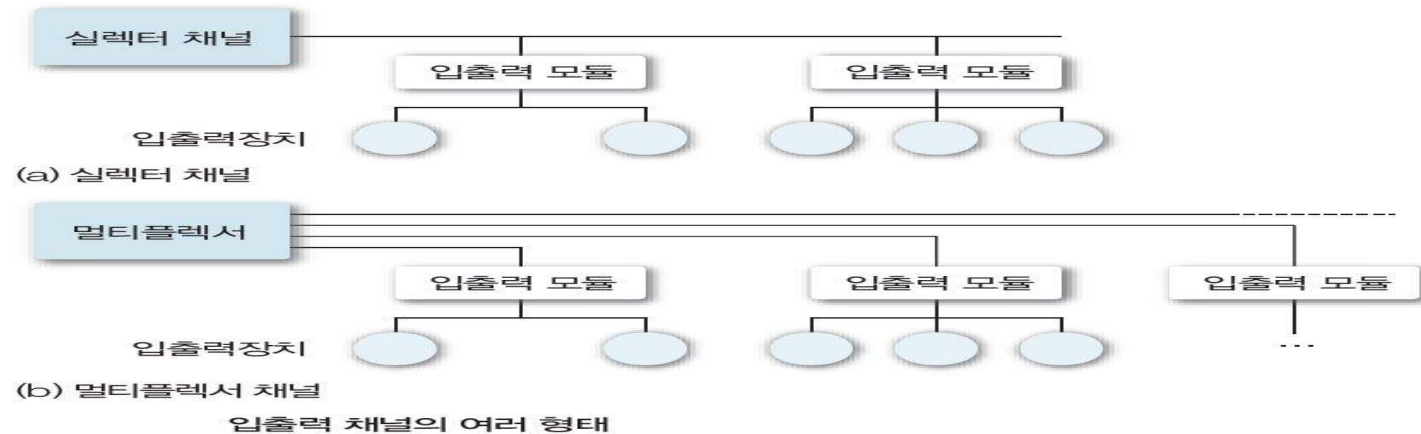 실렉터 채널
입출력 모듈 입출력 모듈
입출력장치
(a) 실렉터 채널
멀티플렉서
입출력 모듈 입출력 모듈 입출력 모듈
입출력장치
(b) 멀티플렉서 채널
입출력 채널의 여러 형태